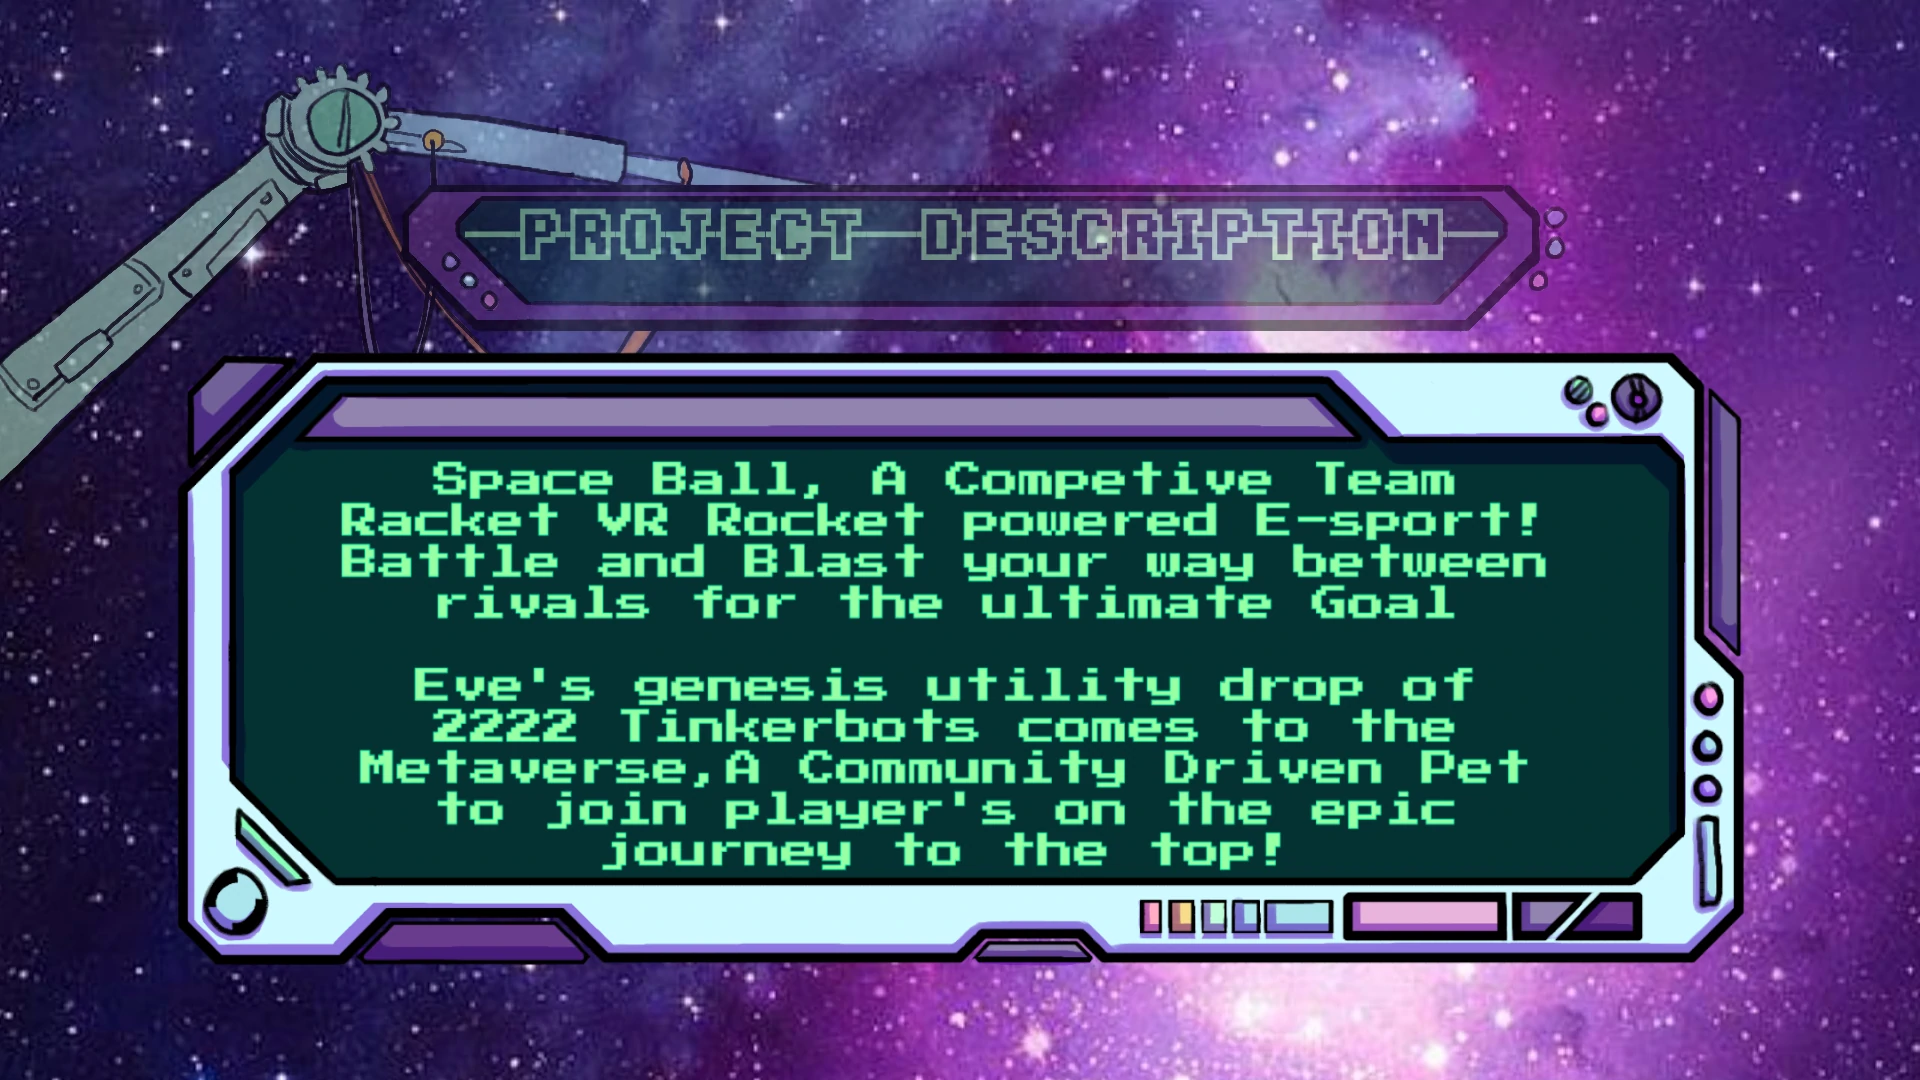 PROJECT DESCRIPTION
Space Ball, A Competive Team
Racket VR Rocket powered E-sport!
Battle and Blast your way between
rivals for the ultimate Goal
Eve's genesis utility drop of
2222 Tinkerbots comes to the
Metaverse,A Community Driven Pet
to join player's on the epic
journey to the top!